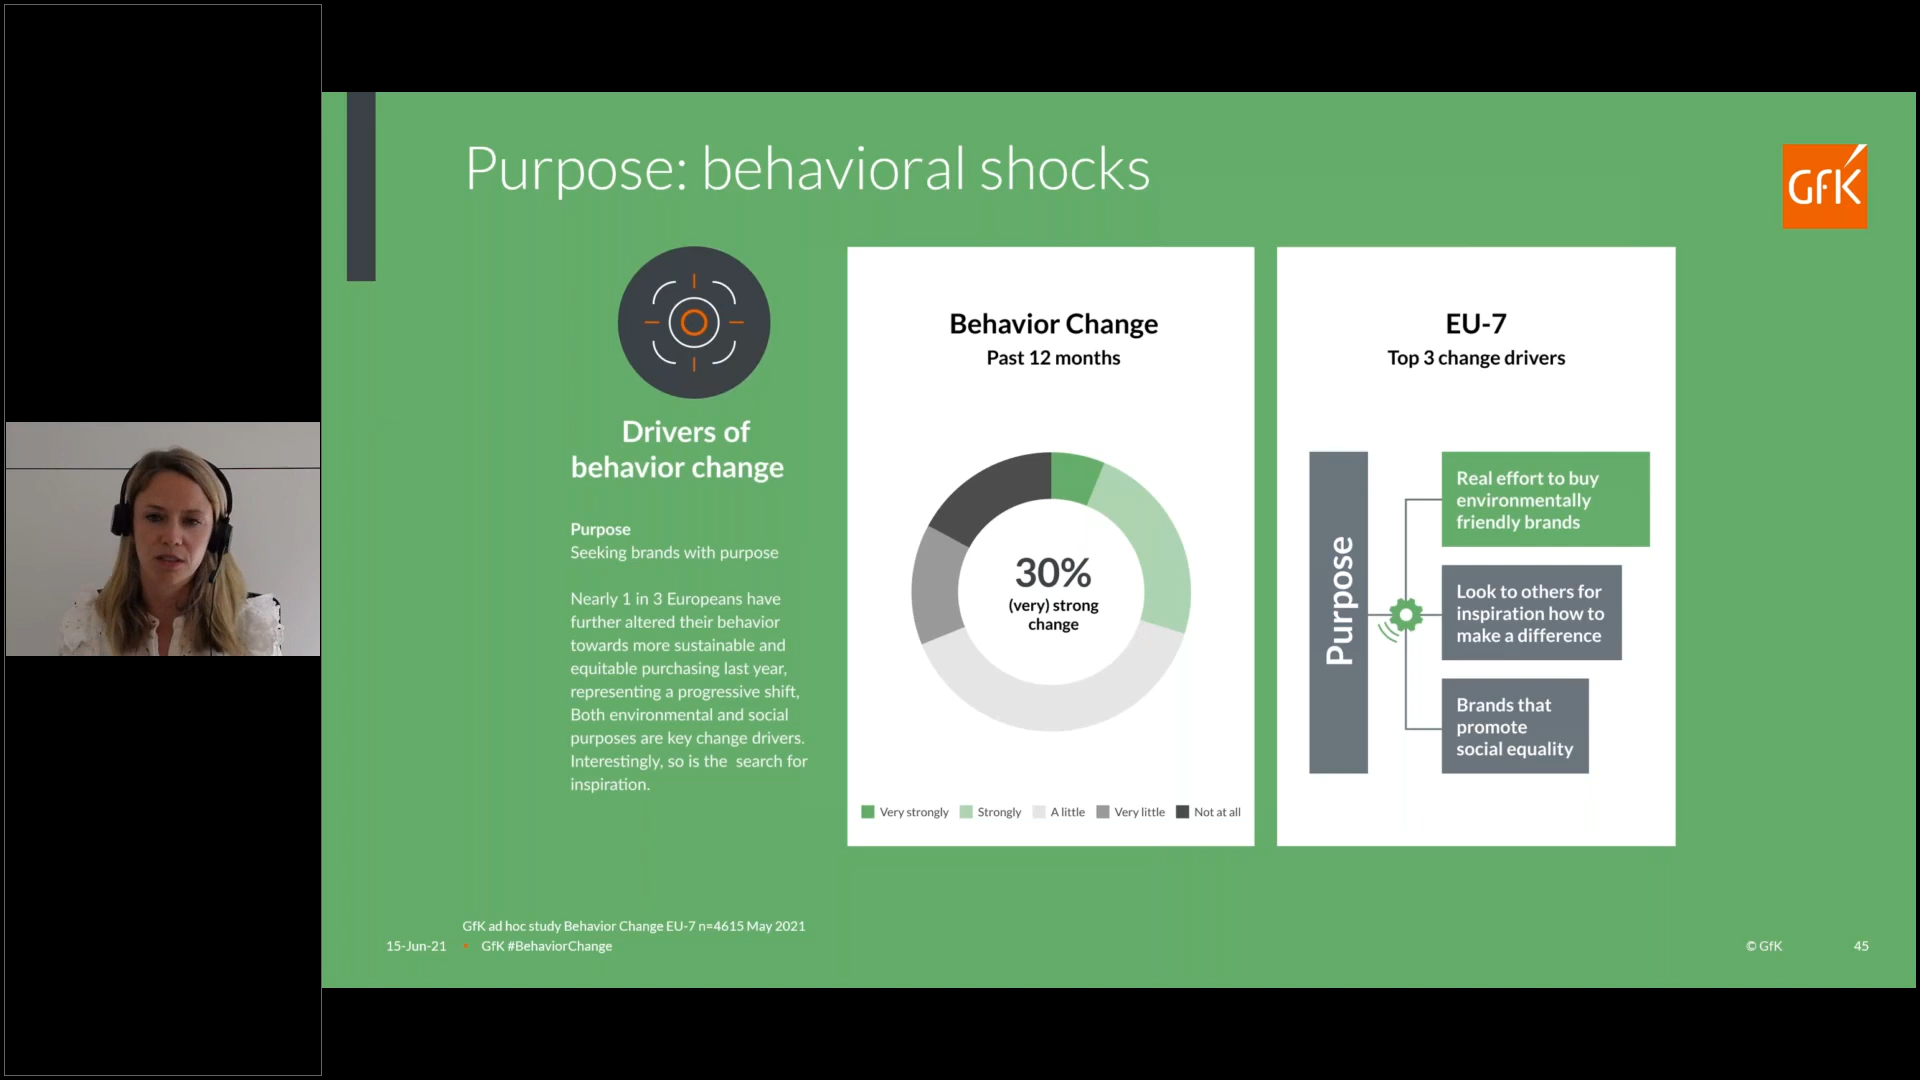 Purpose: behavioral shocks
GfK
Drivers of
behavior change
Purpose
Seeking brands with purpose
Nearly 1 in 3 Europeans have
further altered their behavior
towards more sustainable and
equitable purchasing last year,
representing a progressive shift,
Both environmental and social
purposes are key change drivers.
Interestingly, so is the  search for
inspiration.
Behavior Change
Past 12 months
30%
(very) strong
change
Very strongly
Strongly
A little
Very little
Not at all
EU-7
Top 3 change drivers
Purpose
Real effort to buy
environmentally
friendly brands
Look to others for
inspiration how to
make a difference
Brands that
promote
social equality
GfK ad hoc study Behavior Change EU-7 n=4615 May 2021
15-Jun-21 • GfK #BehaviorChange
© GfK
45